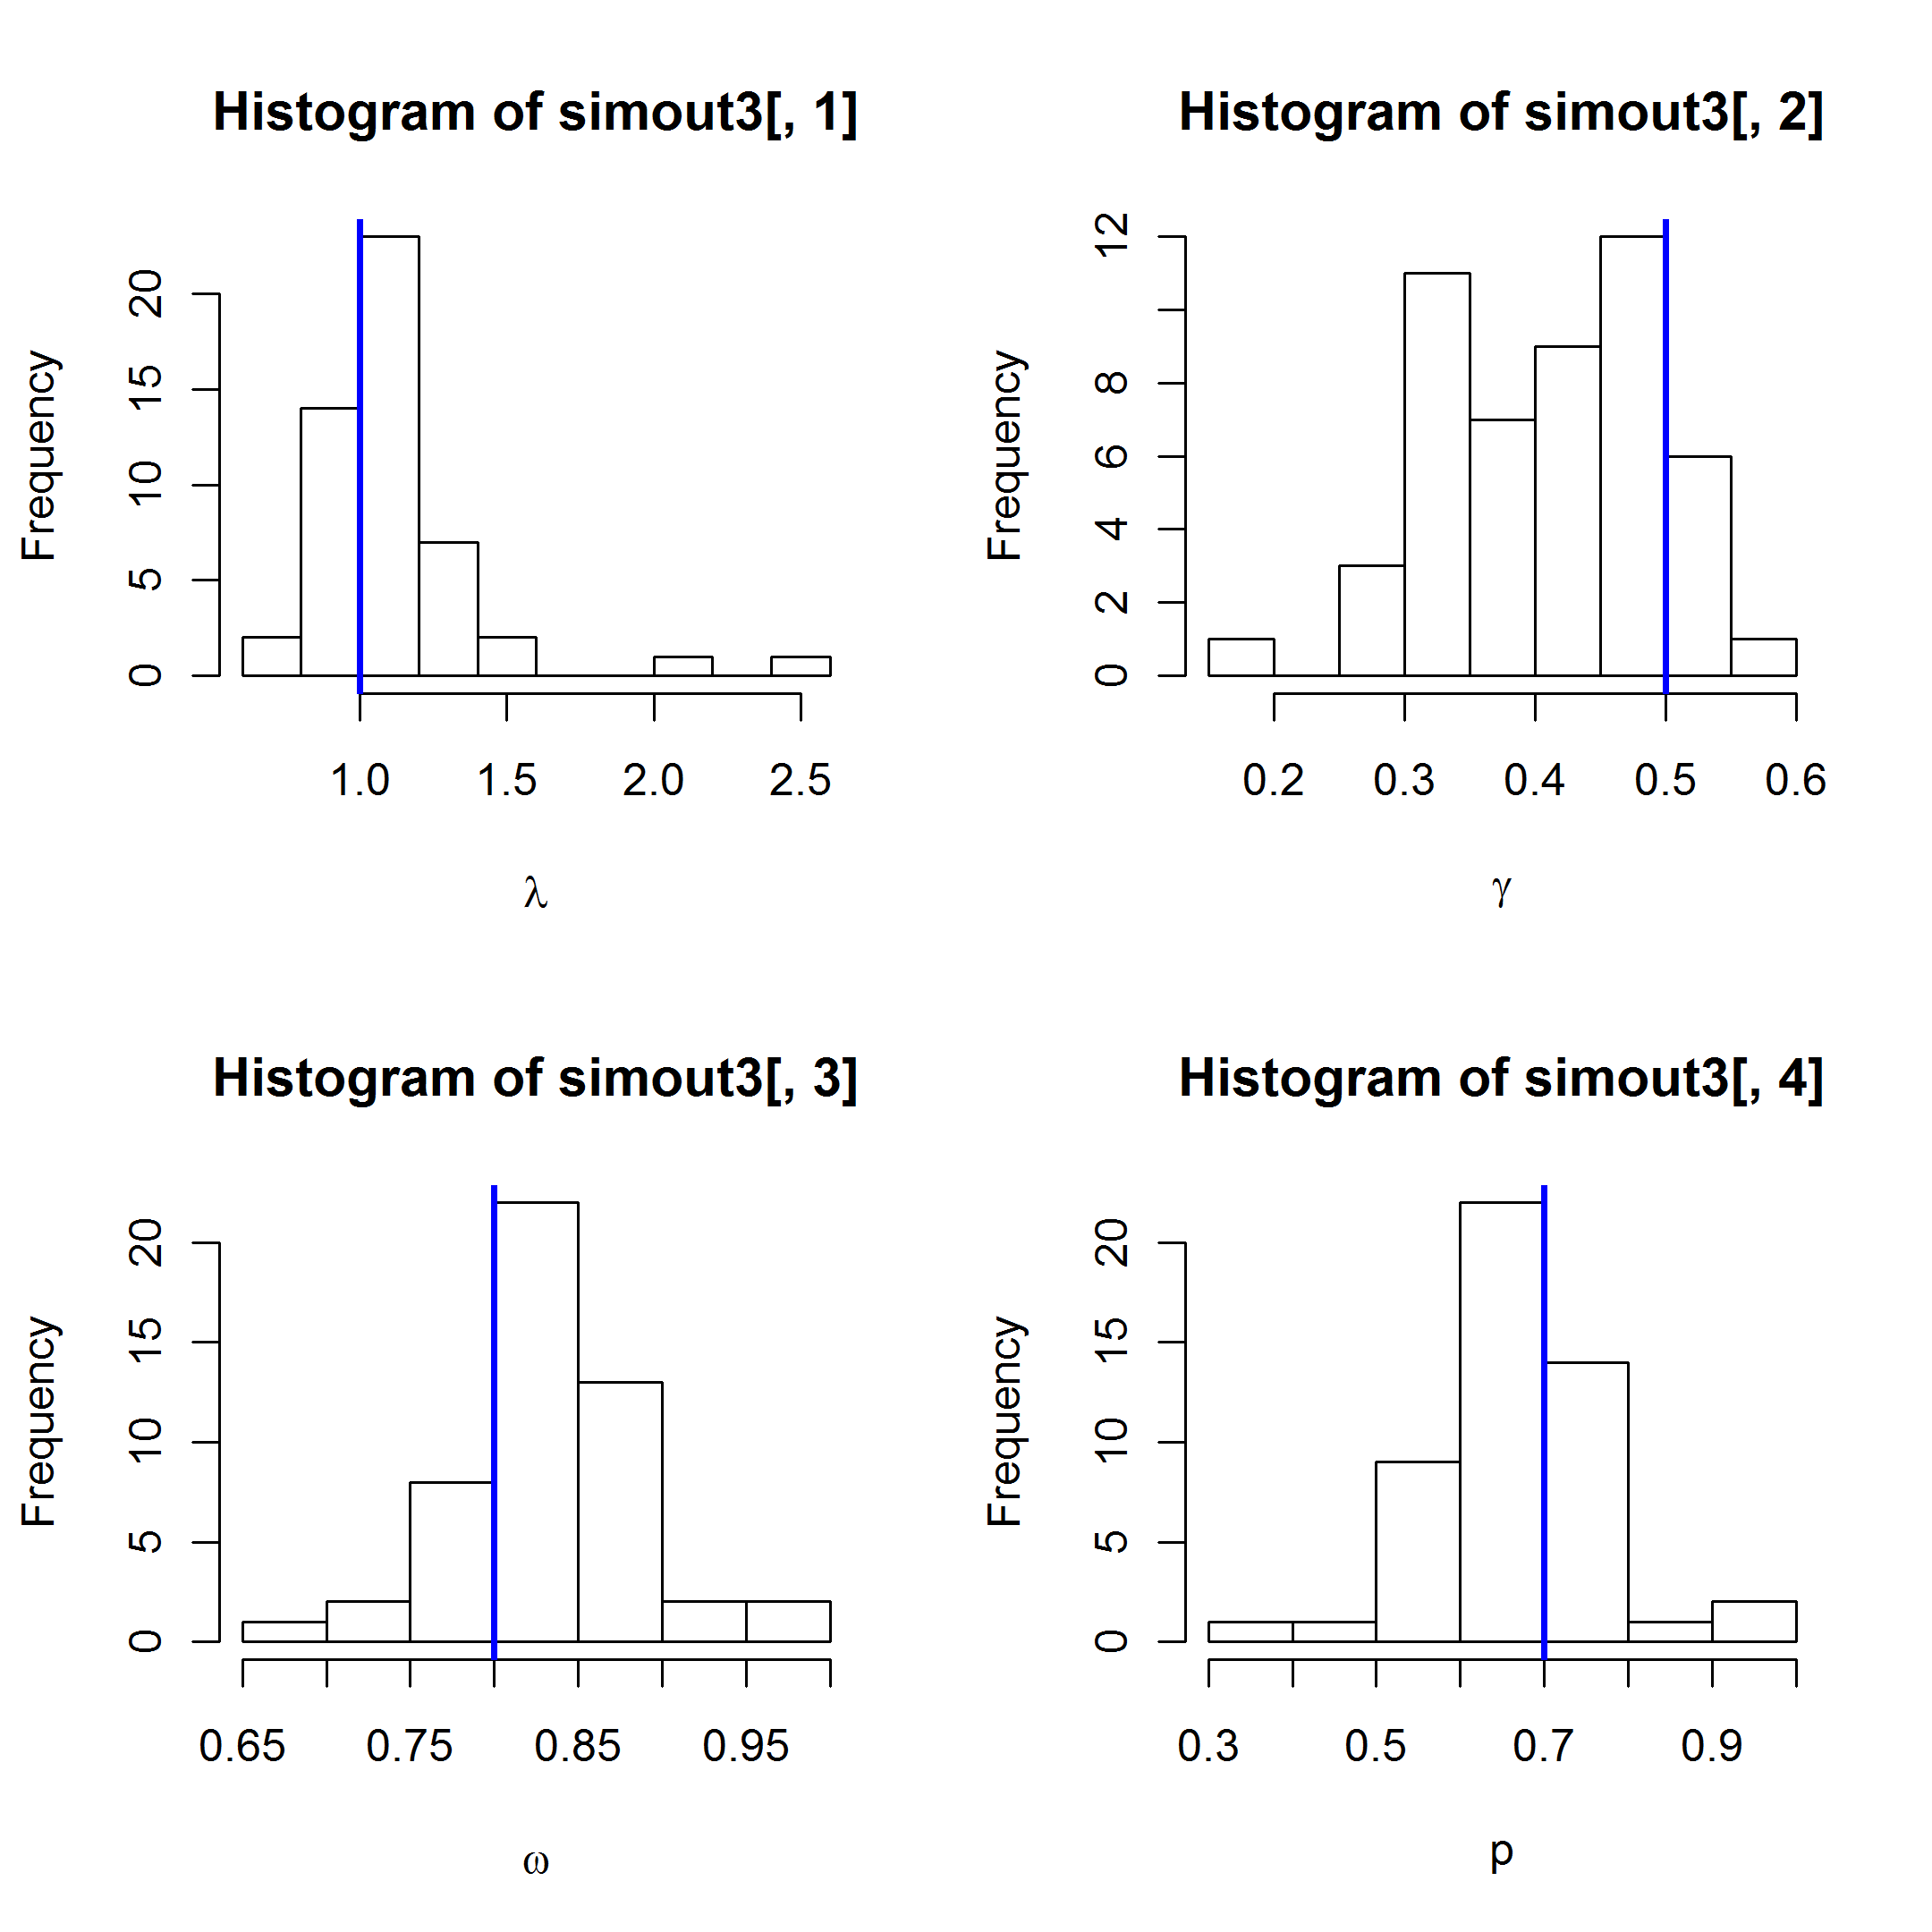 Histogram of simout3[, 1]
Frequency
0 5 10 15 20
1.0 1.5 2.0 2.5
λ
Histogram of simout3[, 2]
Frequency
0 2 4 6 8 12
0.2 0.3 0.4 0.5 0.6
γ
Histogram of simout3[, 3]
Frequency
0 5 10 15 20
0.65 0.75 0.85 0.95
ω
Histogram of simout3[, 4]
Frequency
0 5 10 15 20
0.3 0.5 0.7 0.9
p